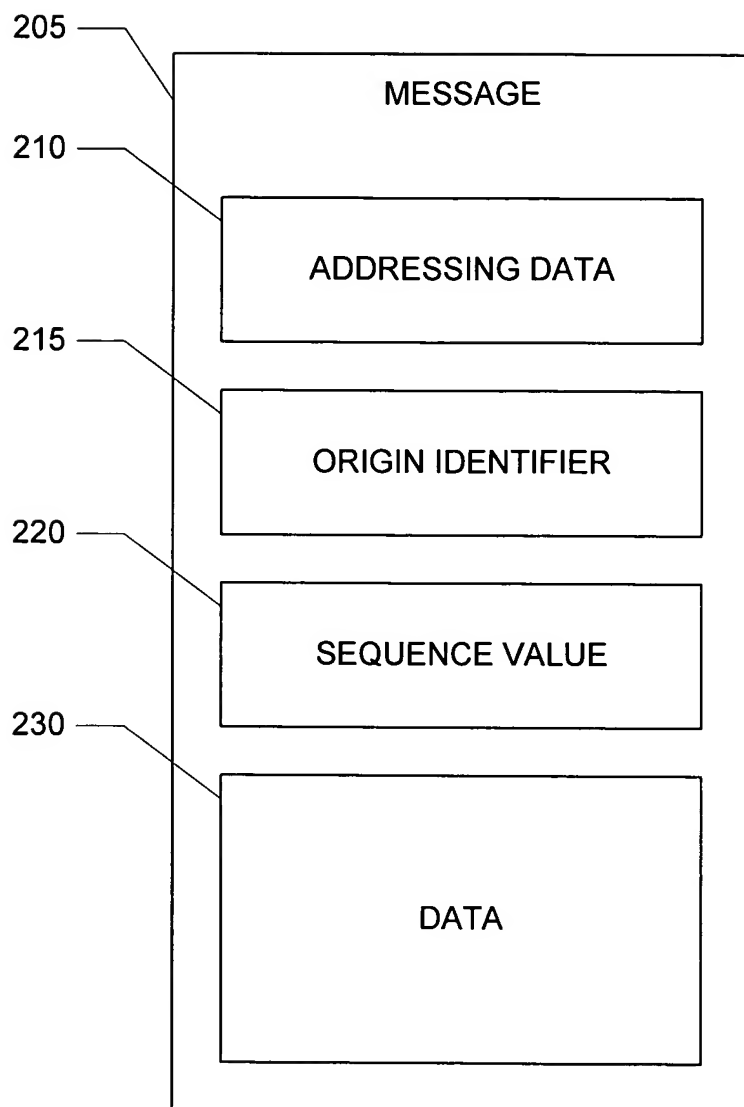 205
MESSAGE
210
ADDRESSING DATA
215
ORIGIN IDENTIFIER
220
SEQUENCE VALUE
230
DATA